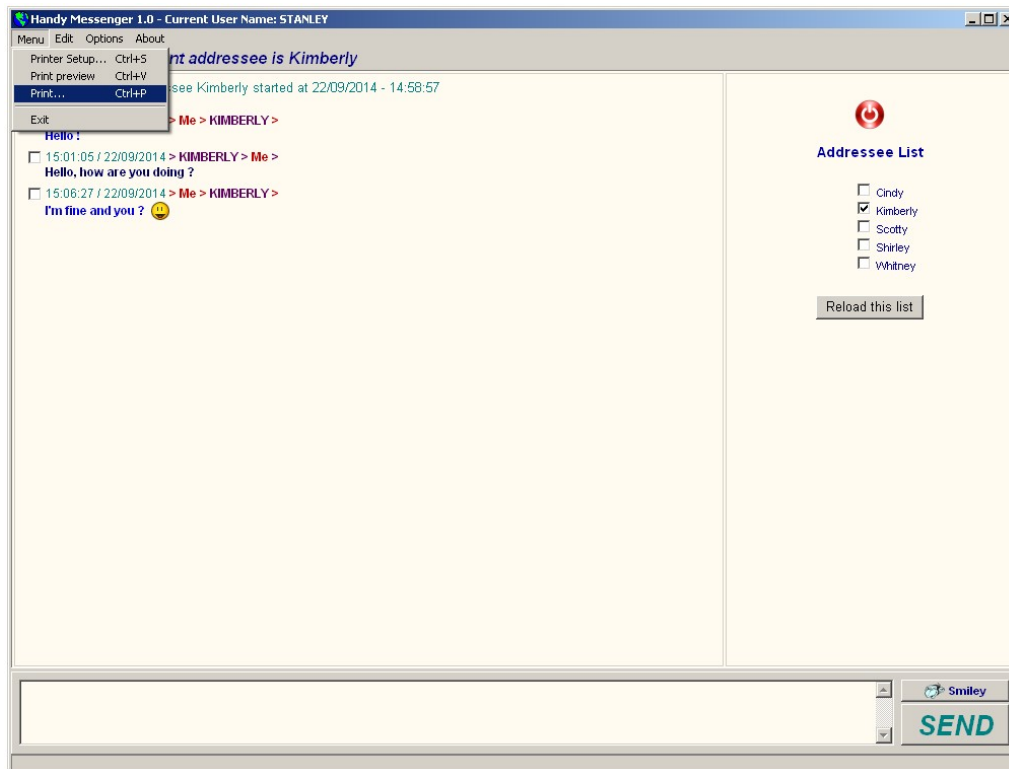 Handy Messenger 1.0 - Current User Name: STANLEY
Menu Edit Options About
nt addressee is Kimberly
Printer Setup... Ctrl+S
Print preview Ctrl+V
Print... Ctrl+P
Exit
see Kimberly started at 22/09/2014 - 14:58:57
> Me > KIMBERLY >
Hello !
15:01:05 / 22/09/2014 > KIMBERLY > Me >
Hello, how are you doing ?
15:06:27 / 22/09/2014 > Me > KIMBERLY >
I'm fine and you ?
Addressee List
Cindy
Kimberly
Scotty
Shirley
Whitney
Reload this list
Smiley
SEND